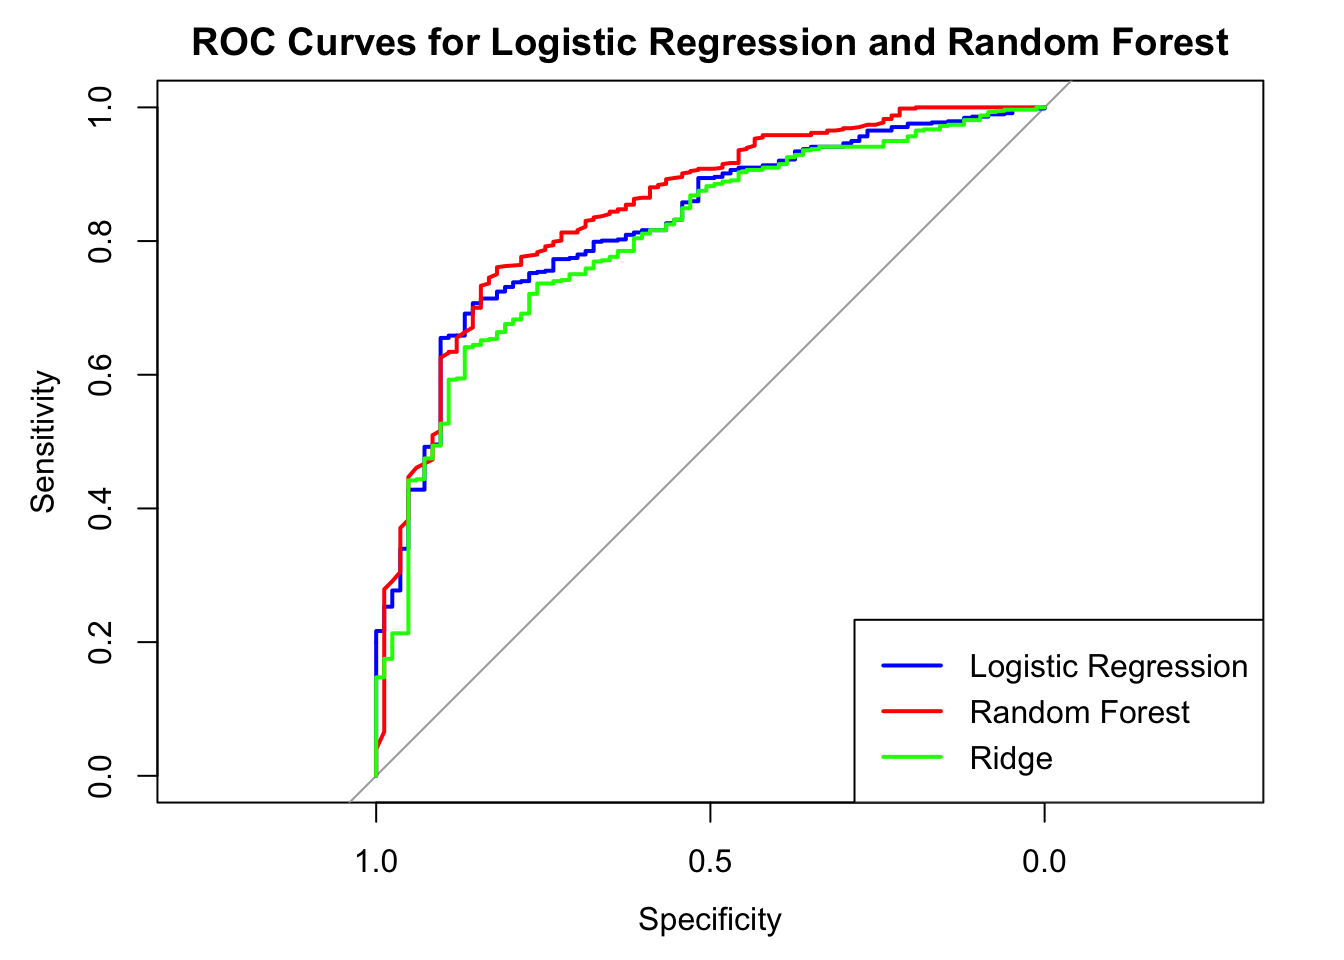 ROC Curves for Logistic Regression and Random Forest
Sensitivity
1.0
0.8
0.6
0.4
0.2
0.0
Logistic Regression
Random Forest
Ridge
1.0 0.5 0.0
Specificity